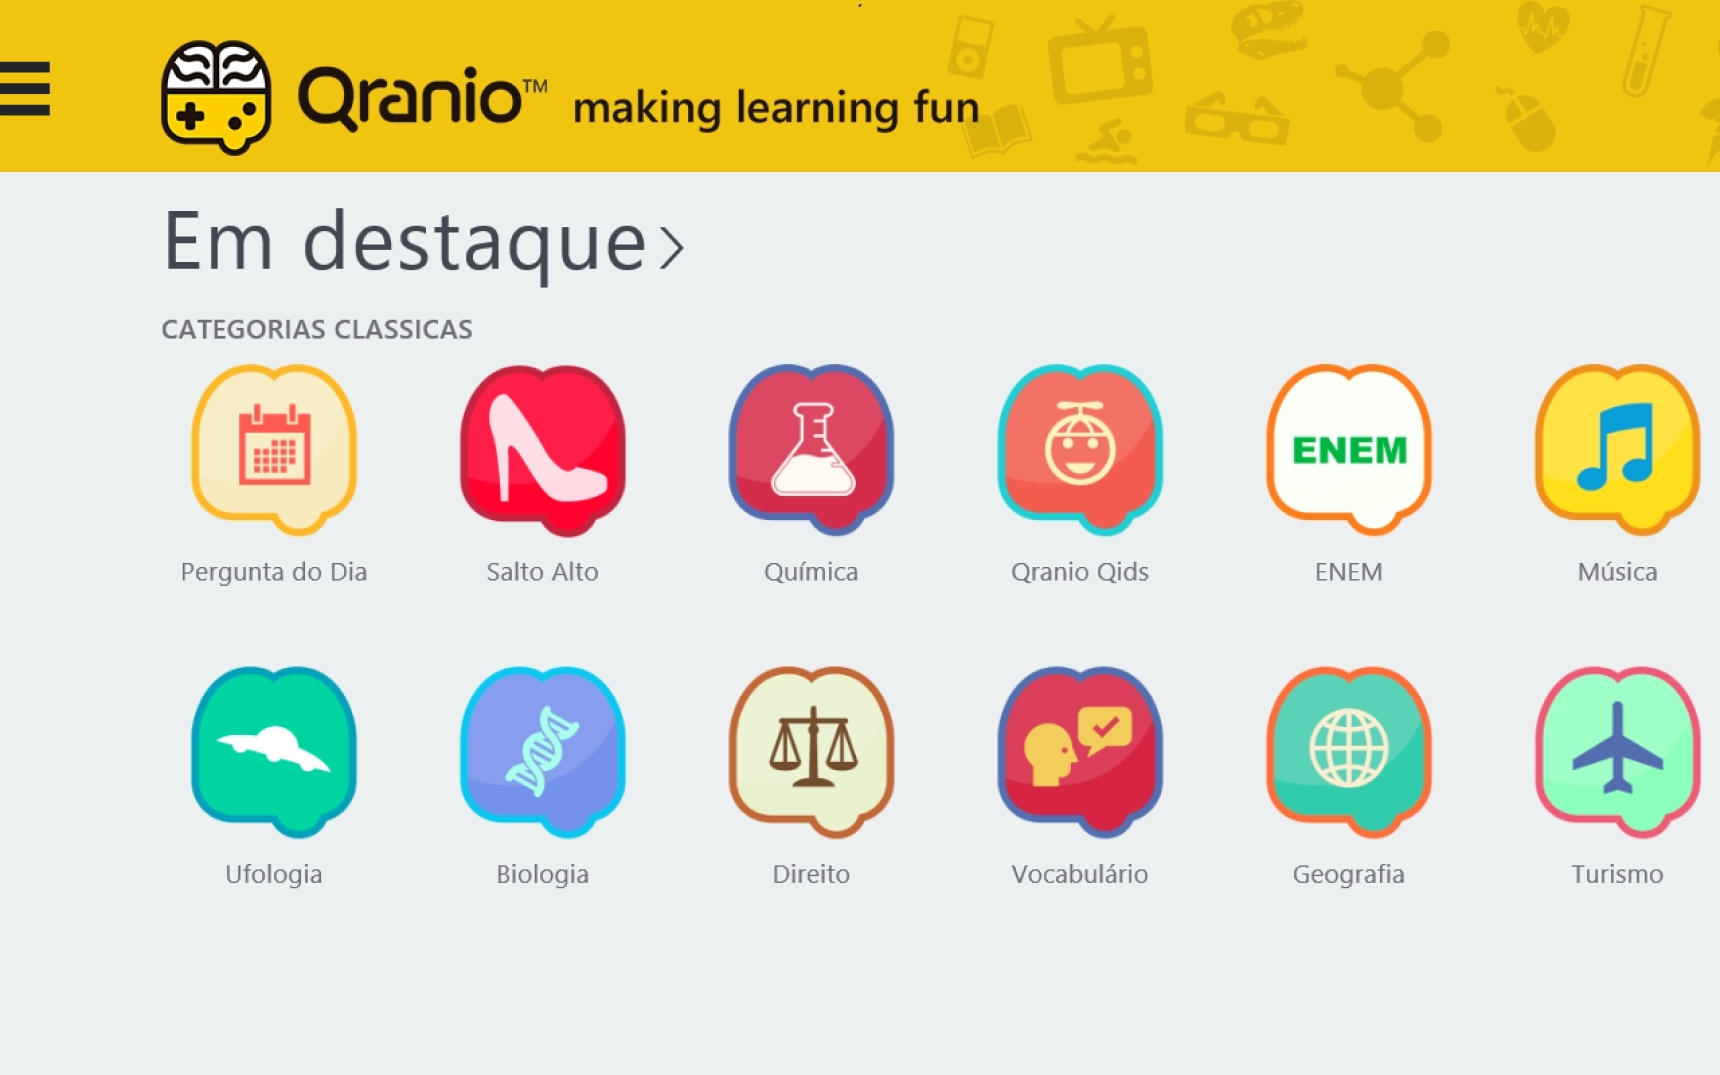 Qranio™ making learning fun
Em destaque
CATEGORIAS CLASSICAS
ENEM
Pergunta do Dia
Salto Alto
Química
Qranio Qids
ENEM
Música
Ufologia
Biologia
Direito
Vocabulário
Geografia
Turismo